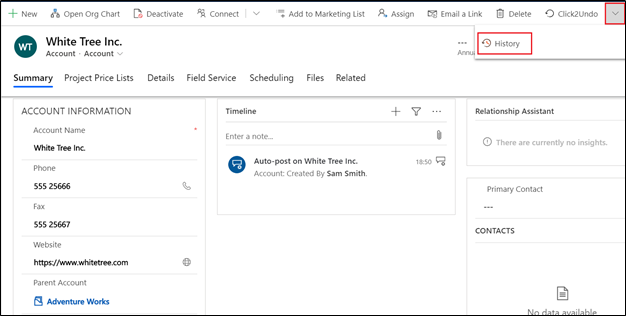 New Open Org Chart Deactivate Connect Add to Marketing List Assign Email a Link Delete Click2Undo
History
WT White Tree Inc.
Account · Account
---
Annua
Summary Project Price Lists Details Field Service Scheduling Files Related
ACCOUNT INFORMATION
Account Name *
White Tree Inc.
Phone
555 25666
Fax
555 25667
Website
https://www.whitetree.com
Parent Account
Adventure Works
Timeline
Enter a note...
Auto-post on White Tree Inc. 18:50
Account: Created By Sam Smith.
Relationship Assistant
There are currently no insights.
Primary Contact
---
CONTACTS
No data available